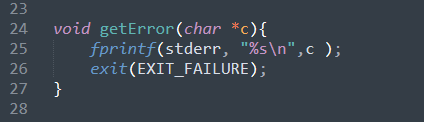 23
24 void getError(char *c){
25     fprintf(stderr, "%s\n",c );
26     exit(EXIT_FAILURE);
27 }
28